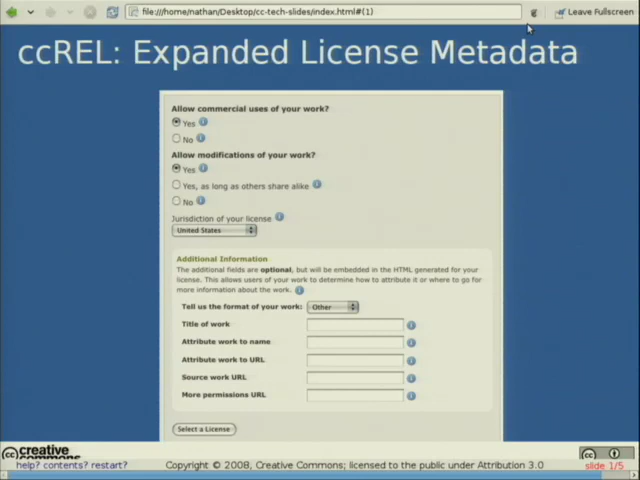 file:///home/nathan/Desktop/cc-tech-slides/index.html#(1)
Leave Fullscreen
ccREL: Expanded License Metadata
Allow commercial uses of your work?
Yes
No
Allow modifications of your work?
Yes
Yes, as long as others share alike
No
Jurisdiction of your license
United States
Additional Information
The additional fields are optional, but will be embedded in the HTML generated for your
license. This allows users of your work to determine how to attribute it or where to go for
more information about the work.
Tell us the format of your work: Other
Title of work
Attribute work to name
Attribute work to URL
Source work URL
More permissions URL
Select a License
cc creative
commons
cc
help? contents? restart?
Copyright © 2008, Creative Commons; licensed to the public under Attribution 3.0
slide 1/5